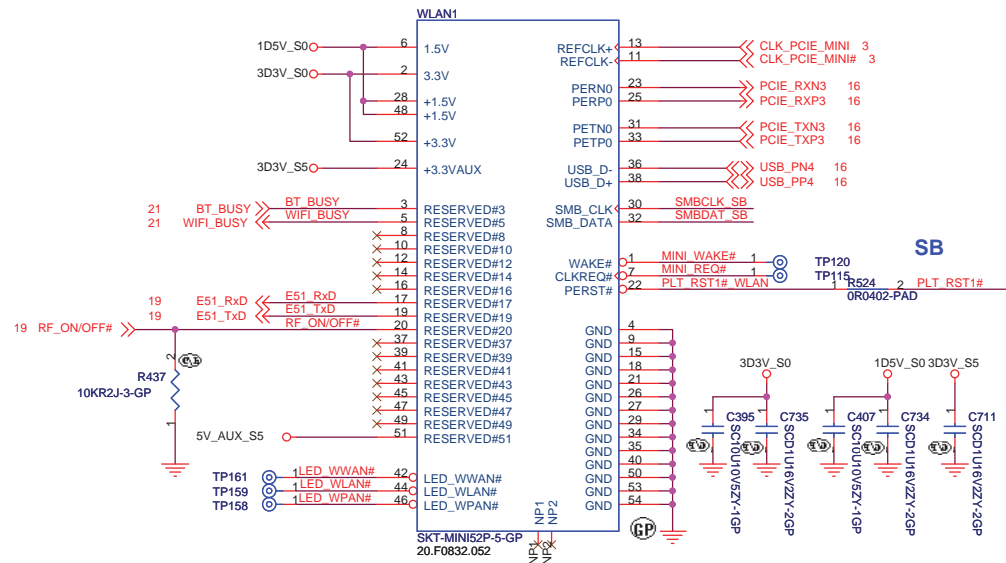 WLAN1
1D5V_S0
6
1.5V
3D3V_S0
2
3.3V
28
+1.5V
48
+1.5V
52
+3.3V
3D3V_S5
24
+3.3VAUX
21
BT_BUSY
BT_BUSY
3
RESERVED#3
21
WIFI_BUSY
WIFI_BUSY
5
RESERVED#5
8
RESERVED#8
10
RESERVED#10
12
RESERVED#12
14
RESERVED#14
16
RESERVED#16
19
E51_RxD
E51_RxD
17
RESERVED#17
19
E51_TxD
E51_TxD
19
RESERVED#19
19 RF_ON/OFF#
RF_ON/OFF#
20
RESERVED#20
37
RESERVED#37
39
RESERVED#39
41
RESERVED#41
43
RESERVED#43
45
RESERVED#45
47
RESERVED#47
49
RESERVED#49
5V_AUX_S5
51
RESERVED#51
2
R437
10KR2J-3-GP
1
TP161
1
LED_WWAN#
42
LED_WWAN#
TP159
1
LED_WLAN#
44
LED_WLAN#
TP158
1
LED_WPAN#
46
LED_WPAN#
REFCLK+
13
CLK_PCIE_MINI 3
REFCLK-
11
CLK_PCIE_MINI# 3
PERN0
23
PCIE_RXN3 16
PERP0
25
PCIE_RXP3 16
PETN0
31
PCIE_TXN3 16
PETP0
33
PCIE_TXP3 16
USB_D-
36
USB_PN4 16
USB_D+
38
USB_PP4 16
SMB_CLK
30
SMBCLK_SB
SMB_DATA
32
SMBDAT_SB
SB
WAKE#
1
MINI_WAKE#
1
TP120
CLKREQ#
7
MINI_REQ#
1
TP115
PERST#
22
PLT_RST1#_WLAN
1
R524
2
PLT_RST1#
0R0402-PAD
GND
4
GND
9
GND
15
GND
18
GND
21
GND
26
GND
27
GND
29
GND
34
GND
35
GND
40
GND
50
GND
53
GND
54
NP1
NP2
NP1
NP2
SKT-MINI52P-5-GP
20.F0832.052
GP
3D3V_S0
1D5V_S0
3D3V_S5
1
C395
SC10U10V5ZY-1GP
1
C735
SCD1U16V2ZY-2GP
1
C407
SC10U10V5ZY-1GP
1
C734
SCD1U16V2ZY-2GP
1
C711
SCD1U16V2ZY-2GP